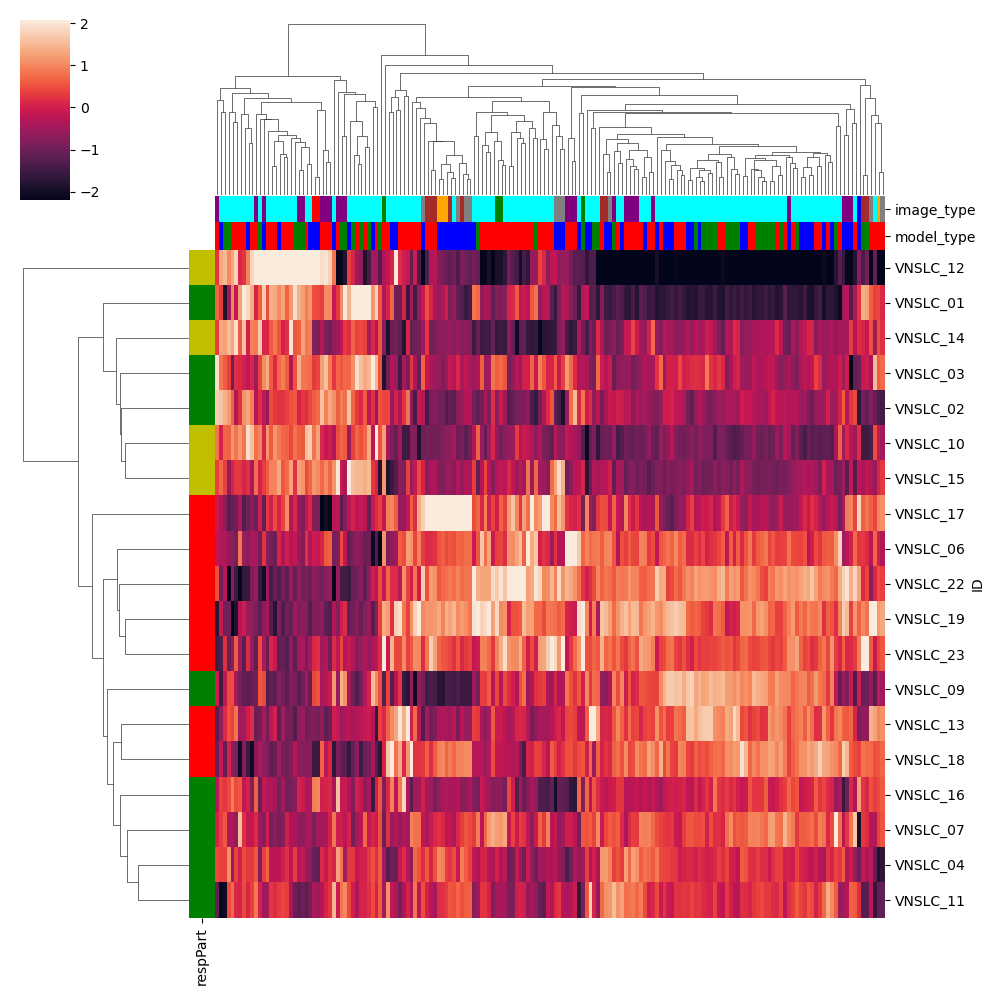 2
1
0
−1
−2
image_type
model_type
VNSLC_12
VNSLC_01
VNSLC_14
VNSLC_03
VNSLC_02
VNSLC_10
VNSLC_15
VNSLC_17
VNSLC_06
VNSLC_22
VNSLC_19
VNSLC_23
VNSLC_09
VNSLC_13
VNSLC_18
VNSLC_16
VNSLC_07
VNSLC_04
VNSLC_11
ID
respPart